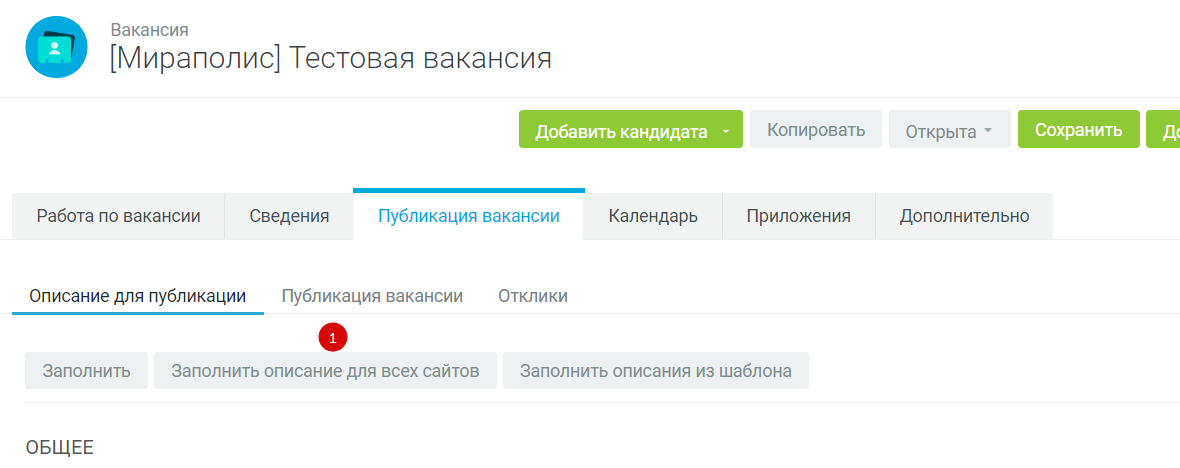 Вакансия
[Мираполис] Тестовая вакансия
Добавить кандидата Копировать Открыта Сохранить До
Работа по вакансии Сведения Публикация вакансии Календарь Приложения Дополнительно
Описание для публикации Публикация вакансии Отклики
1
Заполнить Заполнить описание для всех сайтов Заполнить описания из шаблона
ОБЩЕЕ